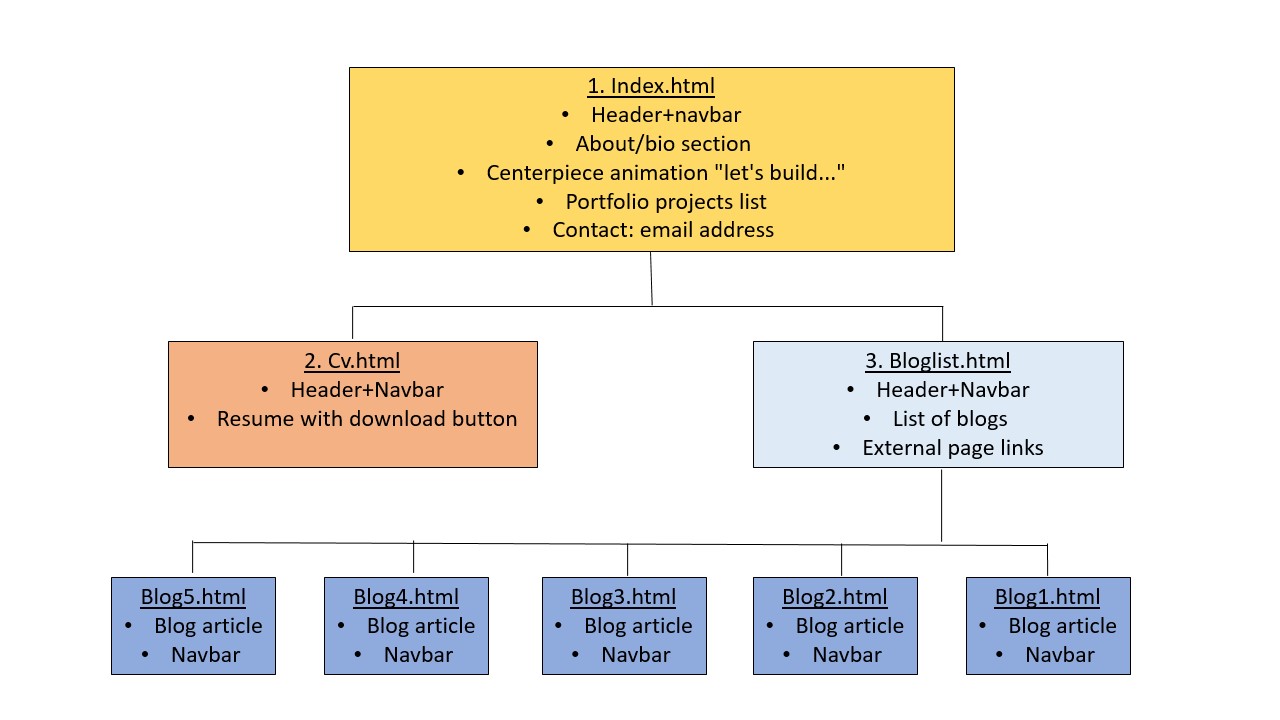 1. Index.html
• Header+navbar
• About/bio section
• Centerpiece animation "let's build..."
• Portfolio projects list
• Contact: email address
2. Cv.html
• Header+Navbar
• Resume with download button
3. Bloglist.html
• Header+Navbar
• List of blogs
• External page links
Blog5.html
• Blog article
• Navbar
Blog4.html
• Blog article
• Navbar
Blog3.html
• Blog article
• Navbar
Blog2.html
• Blog article
• Navbar
Blog1.html
• Blog article
• Navbar